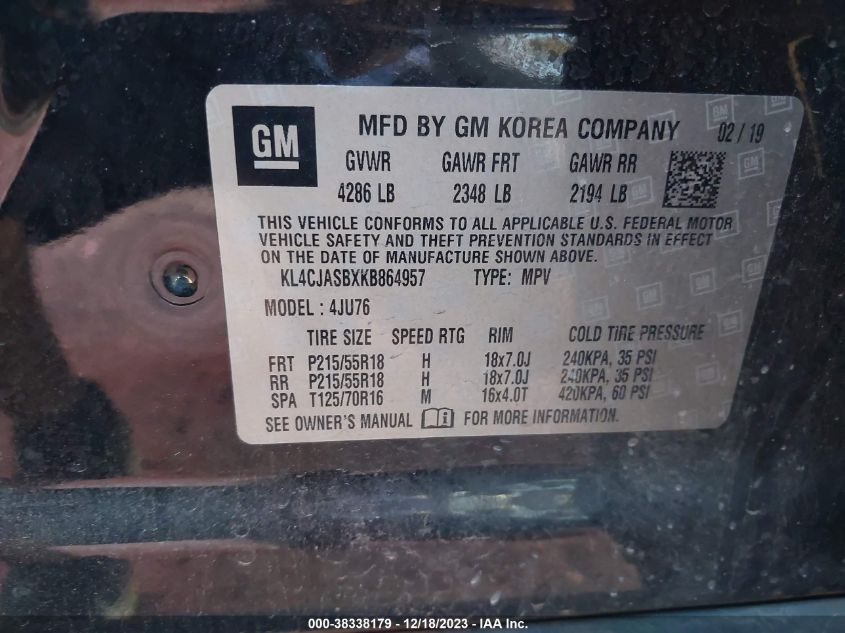 GM
MFD BY GM KOREA COMPANY 02/19
GVWR GAWR FRT GAWR RR
4286 LB 2348 LB 2194 LB
THIS VEHICLE CONFORMS TO ALL APPLICABLE U.S. FEDERAL MOTOR
VEHICLE SAFETY AND THEFT PREVENTION STANDARDS IN EFFECT
ON THE DATE OF MANUFACTURE SHOWN ABOVE.
KL4CJASBXKB864957 TYPE: MPV
MODEL : 4JU76
TIRE SIZE SPEED RTG RIM COLD TIRE PRESSURE
FRT P215/55R18 H 18x7.0J 240KPA, 35 PSI
RR P215/55R18 H 18x7.0J 240KPA, 35 PSI
SPA T125/70R16 M 16x4.0T 420KPA, 60 PSI
SEE OWNER'S MANUAL FOR MORE INFORMATION.
000-38338179 - 12/18/2023 - IAA Inc.